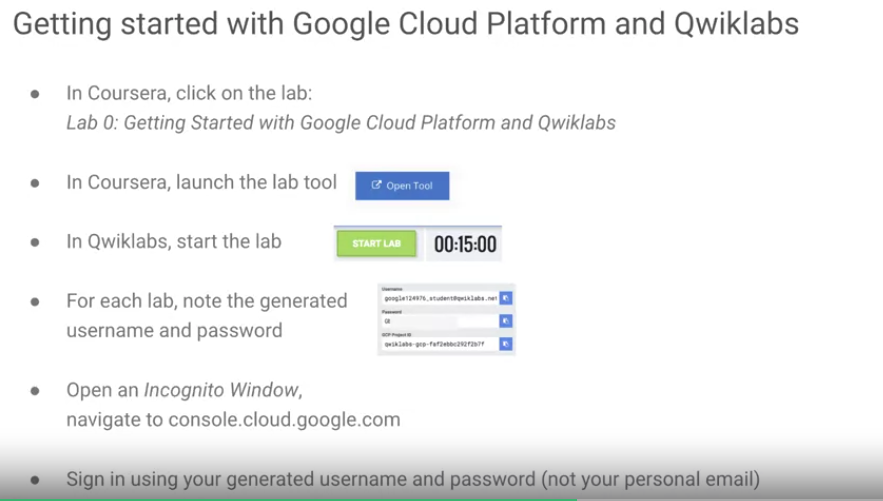 Getting started with Google Cloud Platform and Qwiklabs
● In Coursera, click on the lab:
Lab 0: Getting Started with Google Cloud Platform and Qwiklabs
● In Coursera, launch the lab tool
Open Tool
● In Qwiklabs, start the lab
START LAB
00:15:00
● For each lab, note the generated
username and password
Username
google124976_student@qwiklabs.net
Password
GCP Project ID
● Open an Incognito Window,
navigate to console.cloud.google.com
● Sign in using your generated username and password (not your personal email)